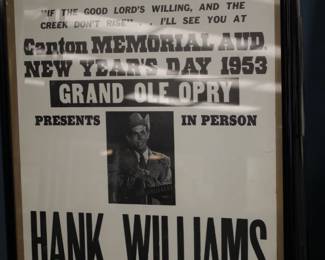 "IF THE GOOD LORD'S WILLING, AND THE
CREEK DON'T RISE" . . I'LL SEE YOU AT
Canton MEMORIAL AUD.
NEW YEAR'S DAY 1953
GRAND OLE OPRY
PRESENTS IN PERSON
HANK WILLIAMS